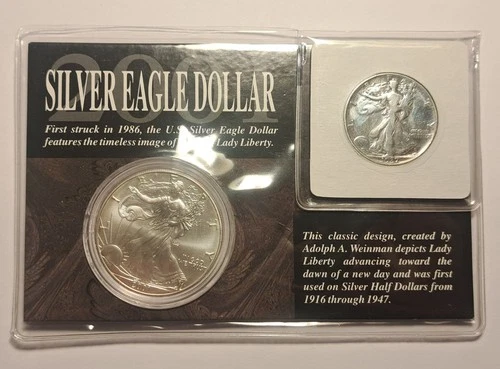 SILVER EAGLE DOLLAR
First struck in 1986, the U.S. Silver Eagle Dollar
features the timeless image of Lady Liberty.
This classic design, created by
Adolph A. Weinman depicts Lady
Liberty advancing toward the
dawn of a new day and was first
used on Silver Half Dollars from
1916 through 1947.